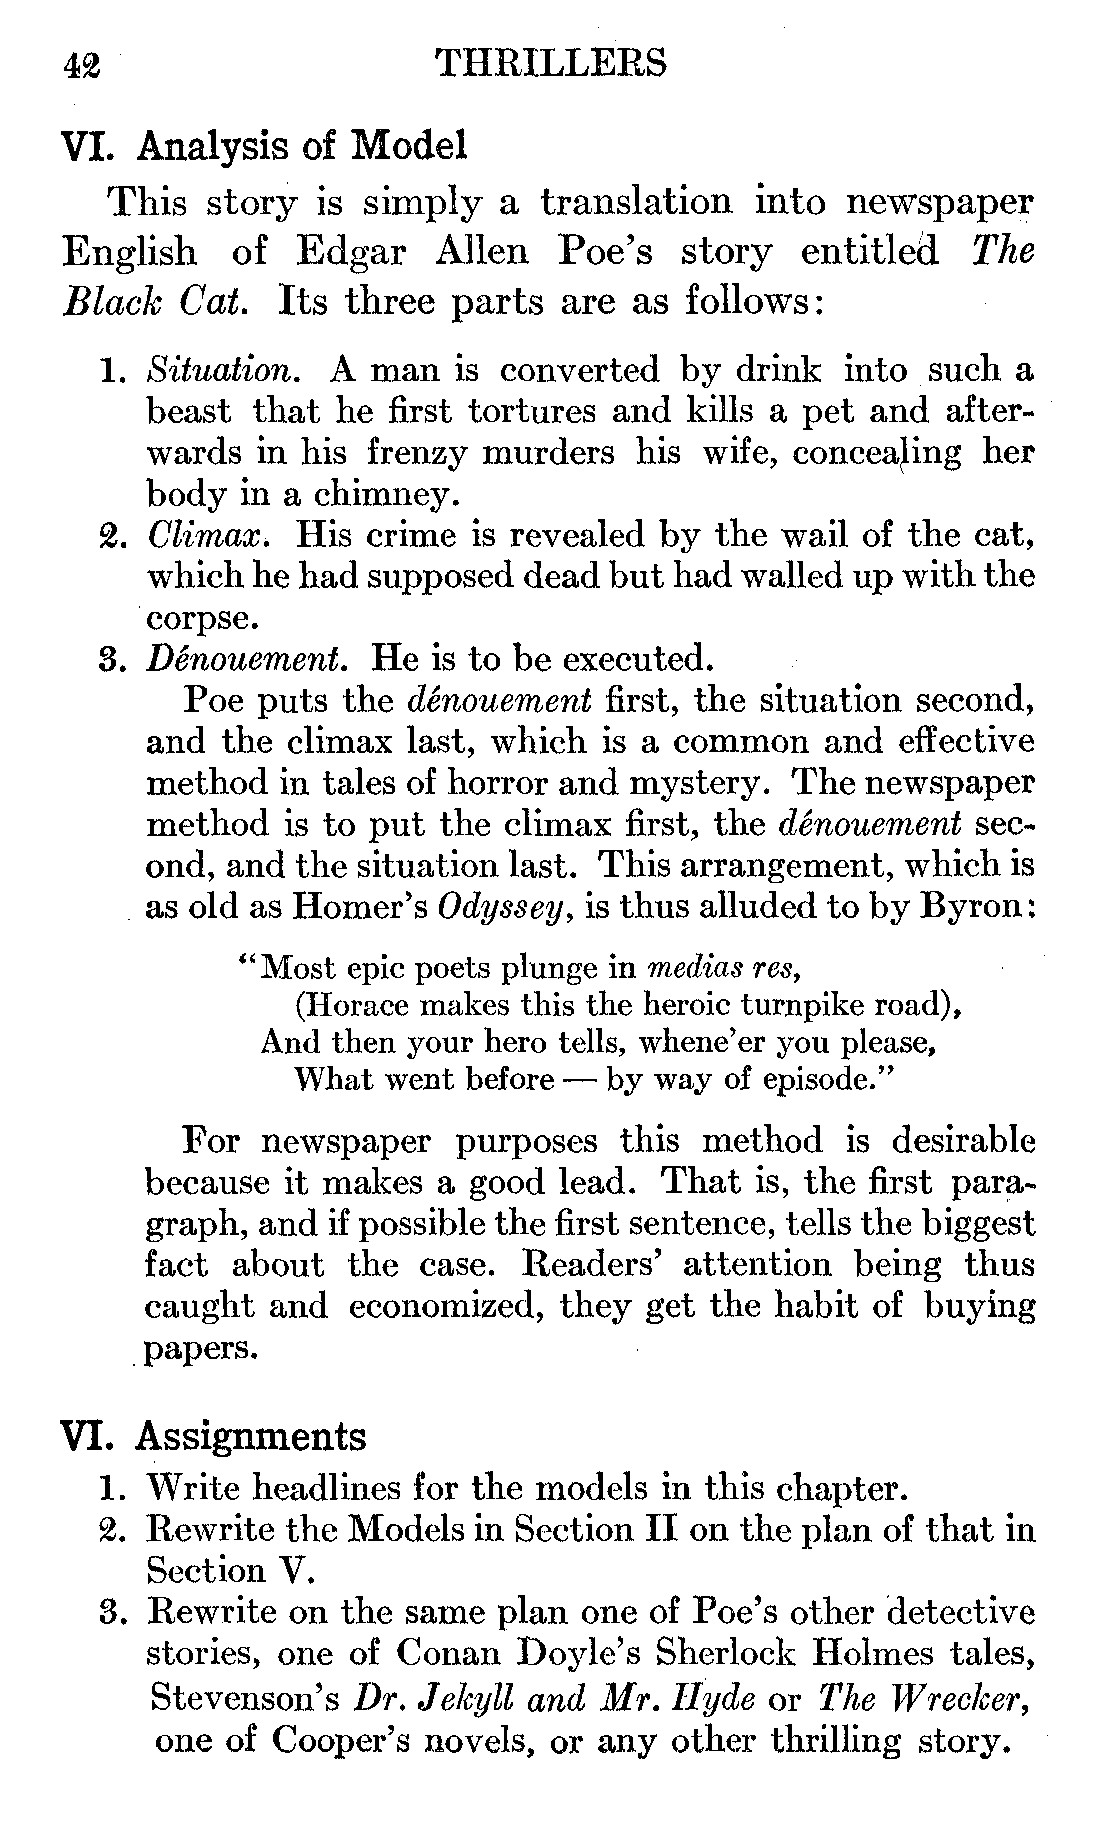 42 THRILLERS
VI. Analysis of Model
This story is simply a translation into newspaper
English of Edgar Allen Poe's story entitled The
Black Cat. Its three parts are as follows:
1. Situation. A man is converted by drink into such a
beast that he first tortures and kills a pet and after-
wards in his frenzy murders his wife, concealing her
body in a chimney.
2. Climax. His crime is revealed by the wail of the cat,
which he had supposed dead but had walled up with the
corpse.
3. Dénouement. He is to be executed.
Poe puts the dénouement first, the situation second,
and the climax last, which is a common and effective
method in tales of horror and mystery. The newspaper
method is to put the climax first, the dénouement sec-
ond, and the situation last. This arrangement, which is
as old as Homer's Odyssey, is thus alluded to by Byron:
"Most epic poets plunge in medias res,
(Horace makes this the heroic turnpike road),
And then your hero tells, whene'er you please,
What went before — by way of episode."
For newspaper purposes this method is desirable
because it makes a good lead. That is, the first para-
graph, and if possible the first sentence, tells the biggest
fact about the case. Readers' attention being thus
caught and economized, they get the habit of buying
papers.
VI. Assignments
1. Write headlines for the models in this chapter.
2. Rewrite the Models in Section II on the plan of that in
Section V.
3. Rewrite on the same plan one of Poe's other detective
stories, one of Conan Doyle's Sherlock Holmes tales,
Stevenson's Dr. Jekyll and Mr. Hyde or The Wrecker,
one of Cooper's novels, or any other thrilling story.